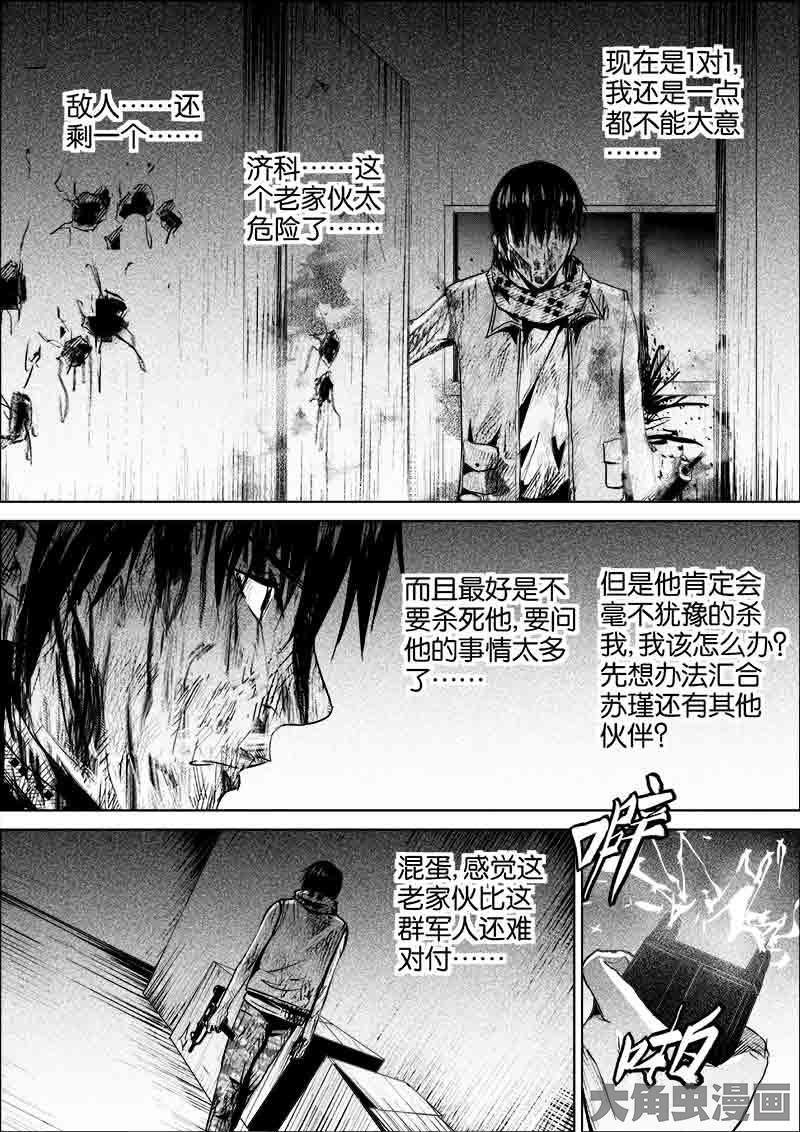 敌人……还
剩一个……
济科……这
个老家伙太
危险了……
现在是1对1，
我还是一点
都不能大意
……
而且最好是不
要杀死他，要问
他的事情太多
了……
但是他肯定会
毫不犹豫的杀
我，我该怎么办？
先想办法汇合
苏瑾还有其他
伙伴？
混蛋，感觉这
老家伙比这
群军人还难
对付……
噼
啪
大角虫漫画